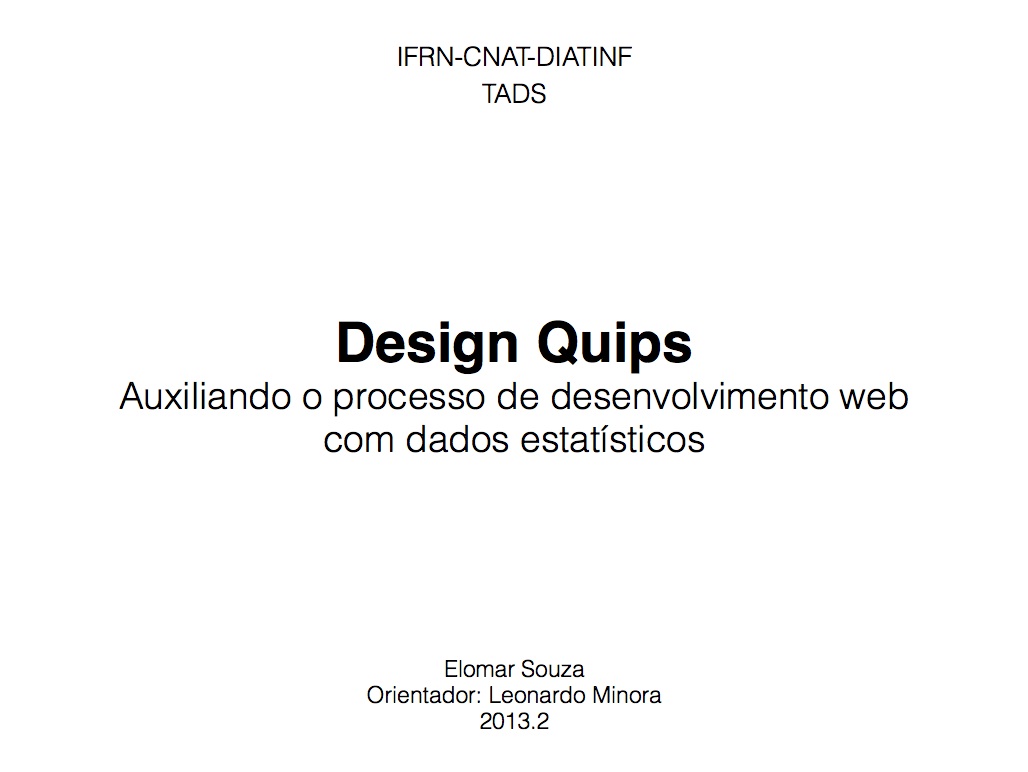 IFRN-CNAT-DIATINF
TADS
Design Quips
Auxiliando o processo de desenvolvimento web
com dados estatísticos
Elomar Souza
Orientador: Leonardo Minora
2013.2